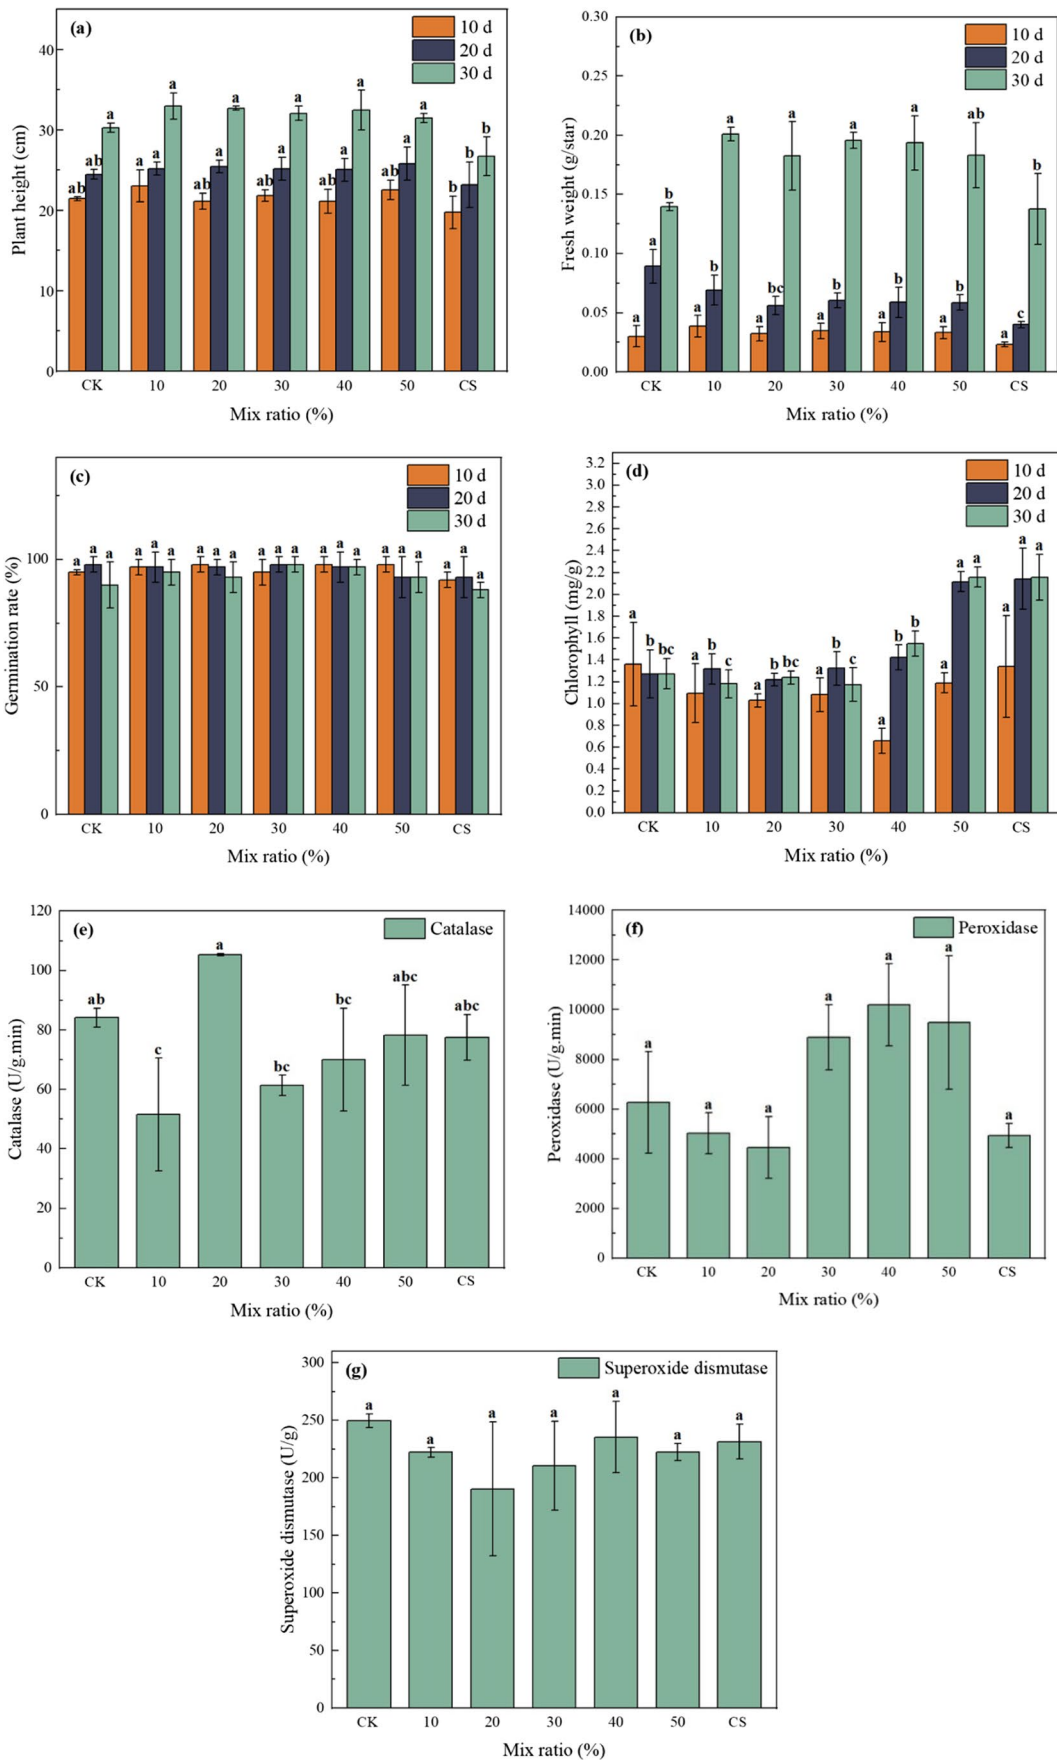 (a)
10 d
20 d
30 d
Plant height (cm)
40
30
20
10
0
ab ab a
a a a
ab a a
ab a a
ab a a
a a a
b b b
CK 10 20 30 40 50 CS
Mix ratio (%)
(b)
10 d
20 d
30 d
Fresh weight (g/star)
0.30
0.25
0.20
0.15
0.10
0.05
0.00
a a b
a b a
a bc a
a b a
a b a
a b ab
a c b
CK 10 20 30 40 50 CS
Mix ratio (%)
(c)
10 d
20 d
30 d
Germination rate (%)
100
50
0
a a a
a a a
a a a
a a a
a a a
a a a
a a a
CK 10 20 30 40 50 CS
Mix ratio (%)
(d)
10 d
20 d
30 d
Chlorophyll (mg/g)
3.2
3.0
2.8
2.6
2.4
2.2
2.0
1.8
1.6
1.4
1.2
1.0
0.8
0.6
0.4
0.2
0.0
a b bc
a b c
a b bc
a b c
a b b
a a a
a a a
CK 10 20 30 40 50 CS
Mix ratio (%)
(e)
Catalase
Catalase (U/g.min)
120
100
80
60
40
20
0
ab c a bc bc abc abc
CK 10 20 30 40 50 CS
Mix ratio (%)
(f)
Peroxidase
Peroxidase (U/g.min)
14000
12000
10000
8000
6000
4000
2000
0
a a a a a a a
CK 10 20 30 40 50 CS
Mix ratio (%)
(g)
Superoxide dismutase
Superoxide dismutase (U/g)
300
250
200
150
100
50
0
a a a a a a a
CK 10 20 30 40 50 CS
Mix ratio (%)